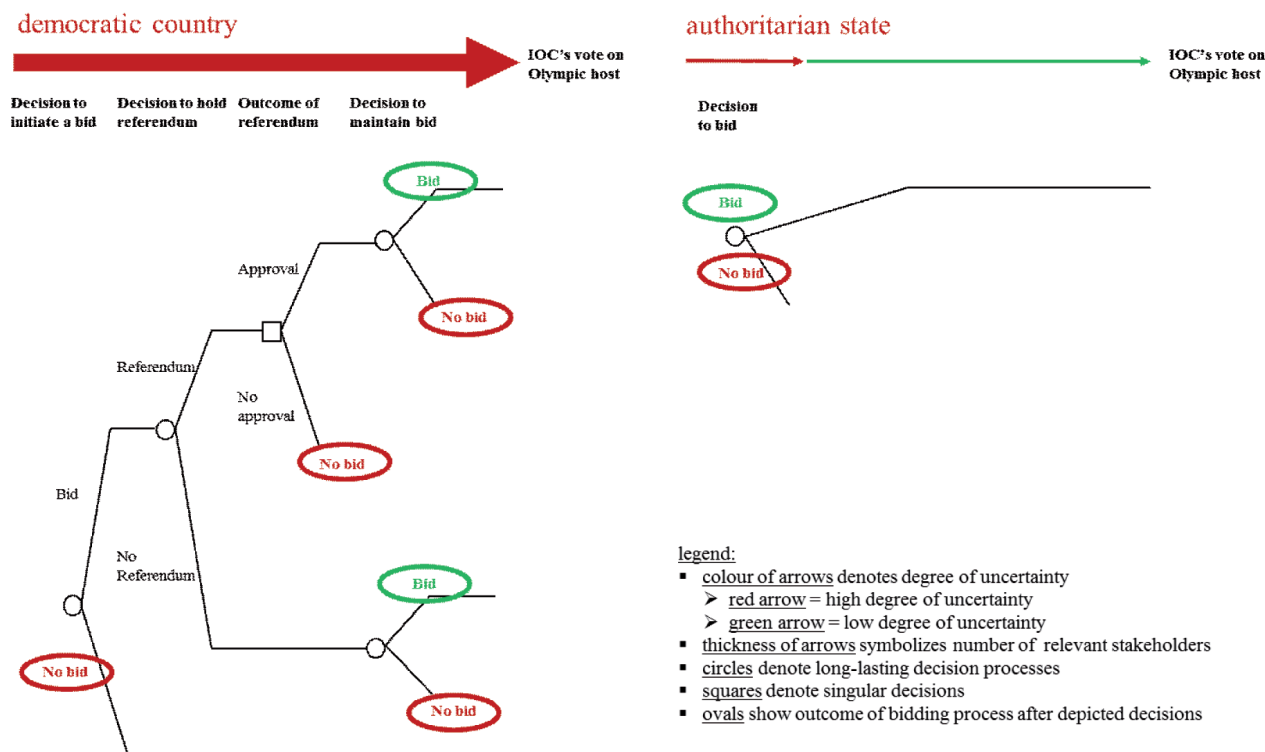 democratic country
IOC's vote on
Olympic host
Decision to
initiate a bid
Decision to hold
referendum
Outcome of
referendum
Decision to
maintain bid
Bid
No bid
Approval
Referendum
No
approval
No bid
Bid
No
Referendum
Bid
No bid
No bid
authoritarian state
IOC's vote on
Olympic host
Decision
to bid
Bid
No bid
legend:
▪ colour of arrows denotes degree of uncertainty
➢ red arrow = high degree of uncertainty
➢ green arrow = low degree of uncertainty
▪ thickness of arrows symbolizes number of relevant stakeholders
▪ circles denote long-lasting decision processes
▪ squares denote singular decisions
▪ ovals show outcome of bidding process after depicted decisions